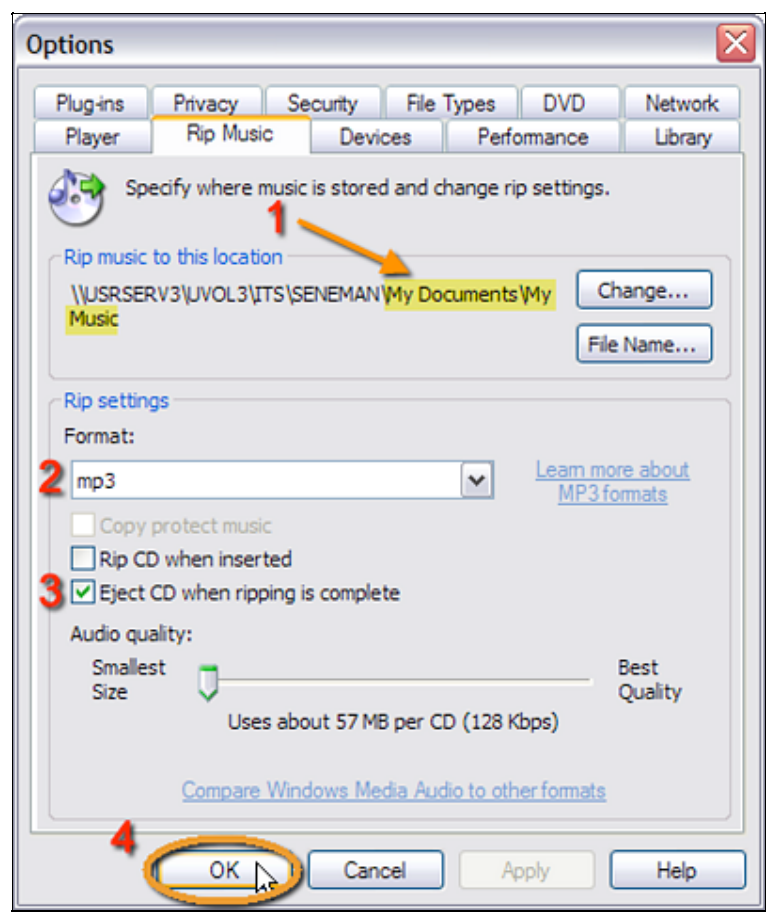 Options
Plug-ins Privacy Security File Types DVD Network
Player Rip Music Devices Performance Library
Specify where music is stored and change rip settings.
1
Rip music to this location
\\USRSERV3\UVOL3\ITS\SENEMAN\My Documents\My
Music
Change...
File Name...
Rip settings
Format:
2 mp3
Learn more about
MP3 formats
Copy protect music
Rip CD when inserted
3 Eject CD when ripping is complete
Audio quality:
Smallest
Size
Best
Quality
Uses about 57 MB per CD (128 Kbps)
Compare Windows Media Audio to other formats
4
OK Cancel Apply Help